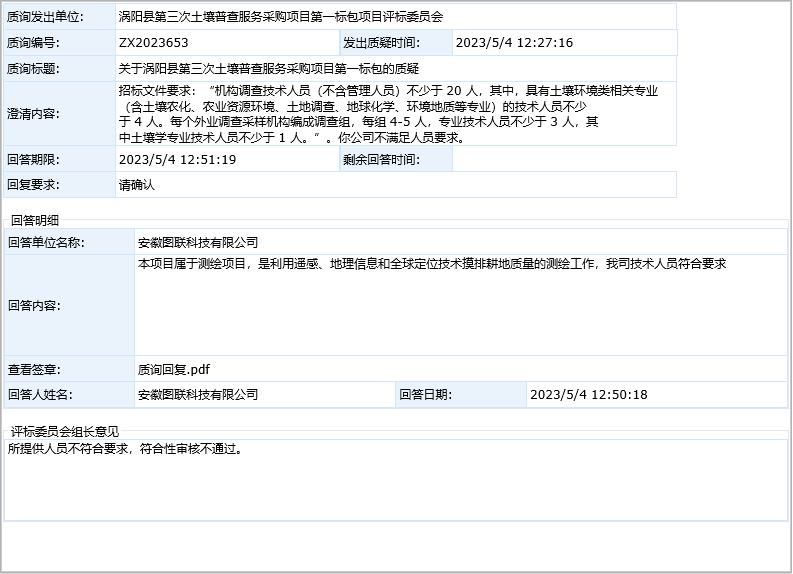 质询发出单位: 涡阳县第三次土壤普查服务采购项目第一标包项目评标委员会
质询编号: ZX2023653 发出质疑时间: 2023/5/4 12:27:16
质询标题: 关于涡阳县第三次土壤普查服务采购项目第一标包的质疑
澄清内容: 招标文件要求：“机构调查技术人员（不含管理人员）不少于 20 人，其中，具有土壤环境类相关专业
（含土壤农化、农业资源环境、土地调查、地球化学、环境地质等专业）的技术人员不少
于 4 人。每个外业调查采样机构编成调查组，每组 4-5 人，专业技术人员不少于 3 人，其
中土壤学专业技术人员不少于 1 人。”。你公司不满足人员要求。
回答期限: 2023/5/4 12:51:19 剩余回答时间:
回复要求: 请确认
回答明细
回答单位名称: 安徽图联科技有限公司
回答内容: 本项目属于测绘项目，是利用遥感、地理信息和全球定位技术摸排耕地质量的测绘工作，我司技术人员符合要求
查看签章: 质询回复.pdf
回答人姓名: 安徽图联科技有限公司 回答日期: 2023/5/4 12:50:18
评标委员会组长意见
所提供人员不符合要求，符合性审核不通过。